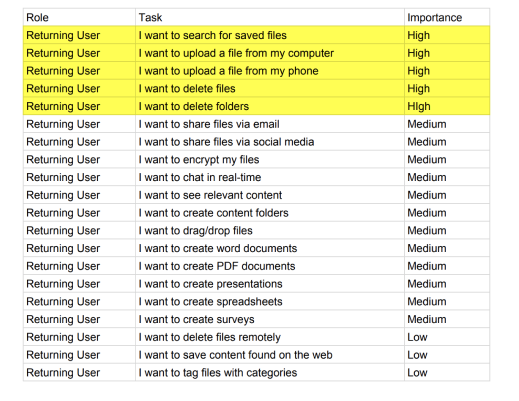 Role Task Importance
Returning User I want to search for saved files High
Returning User I want to upload a file from my computer High
Returning User I want to upload a file from my phone High
Returning User I want to delete files High
Returning User I want to delete folders HIgh
Returning User I want to share files via email Medium
Returning User I want to share files via social media Medium
Returning User I want to encrypt my files Medium
Returning User I want to chat in real-time Medium
Returning User I want to see relevant content Medium
Returning User I want to create content folders Medium
Returning User I want to drag/drop files Medium
Returning User I want to create word documents Medium
Returning User I want to create PDF documents Medium
Returning User I want to create presentations Medium
Returning User I want to create spreadsheets Medium
Returning User I want to create surveys Medium
Returning User I want to delete files remotely Low
Returning User I want to save content found on the web Low
Returning User I want to tag files with categories Low